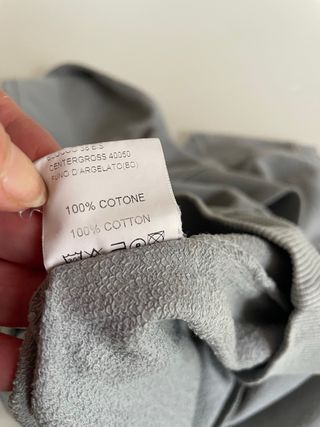 CENTERGROSS 40050
FUNO D'ARGELATO(BO)
100% COTONE
100% COTTON